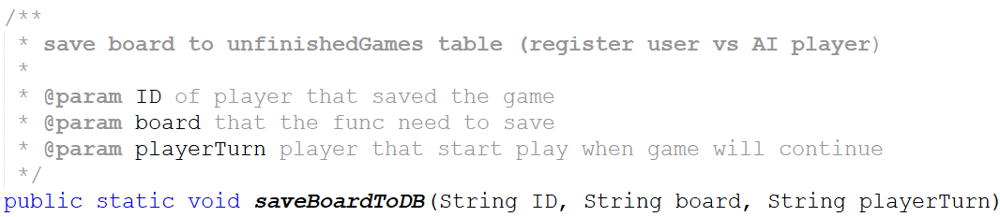 /**
 * save board to unfinishedGames table (register user vs AI player)
 *
 * @param ID of player that saved the game
 * @param board that the func need to save
 * @param playerTurn player that start play when game will continue
 */
public static void saveBoardToDB(String ID, String board, String playerTurn)